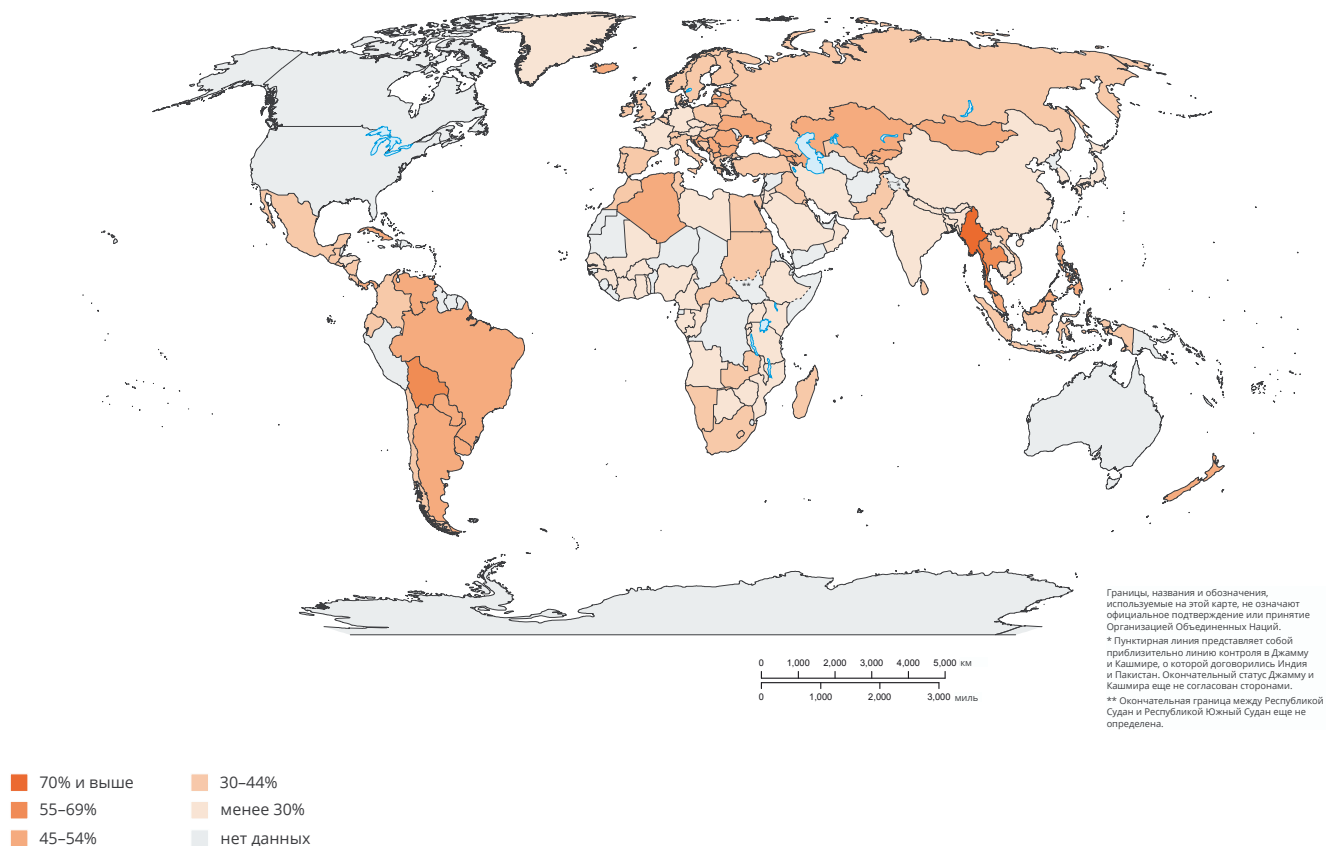 **
Границы, названия и обозначения,
используемые на этой карте, не означают
официальное подтверждение или принятие
Организацией Объединенных Наций.
* Пунктирная линия представляет собой
приблизительно линию контроля в Джамму
и Кашмире, о которой договорились Индия
и Пакистан. Окончательный статус Джамму и
Кашмира еще не согласован сторонами.
** Окончательная граница между Республикой
Судан и Республикой Южный Судан еще не
определена.
0 1,000 2,000 3,000 4,000 5,000 км
0 1,000 2,000 3,000 миль
70% и выше
55–69%
45–54%
30–44%
менее 30%
нет данных